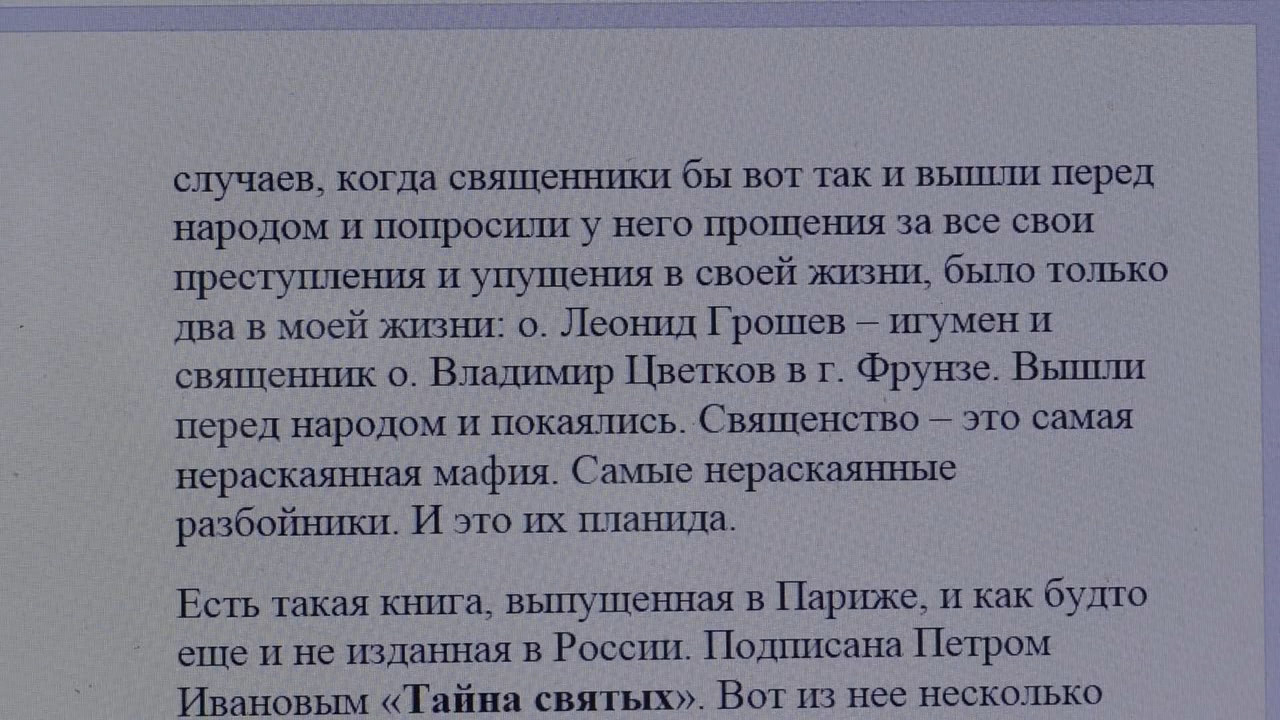 случаев, когда священники бы вот так и вышли перед
народом и попросили у него прощения за все свои
преступления и упущения в своей жизни, было только
два в моей жизни: о. Леонид Грошев – игумен и
священник о. Владимир Цветков в г. Фрунзе. Вышли
перед народом и покаялись. Священство – это самая
нераскаянная мафия. Самые нераскаянные
разбойники. И это их планида.
Есть такая книга, выпущенная в Париже, и как будто
еще и не изданная в России. Подписана Петром
Ивановым «Тайна святых». Вот из нее несколько